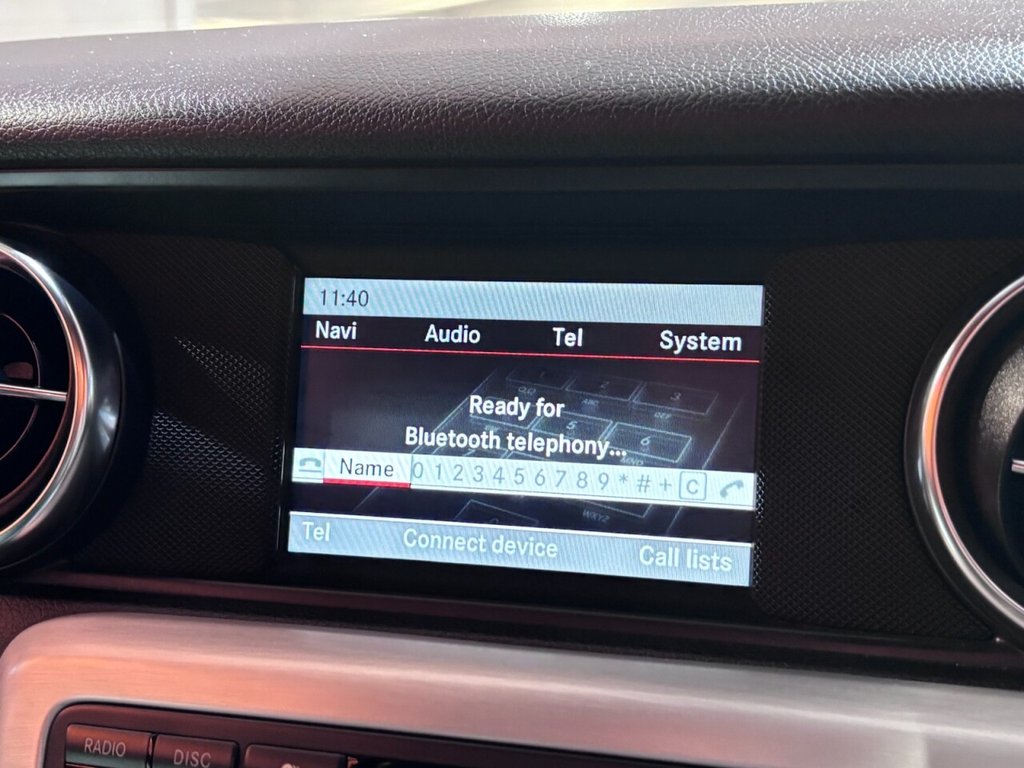 11:40
Navi Audio Tel System
Ready for
Bluetooth telephony...
Name 0 1 2 3 4 5 6 7 8 9 * # + C
Tel Connect device Call lists
RADIO DISC